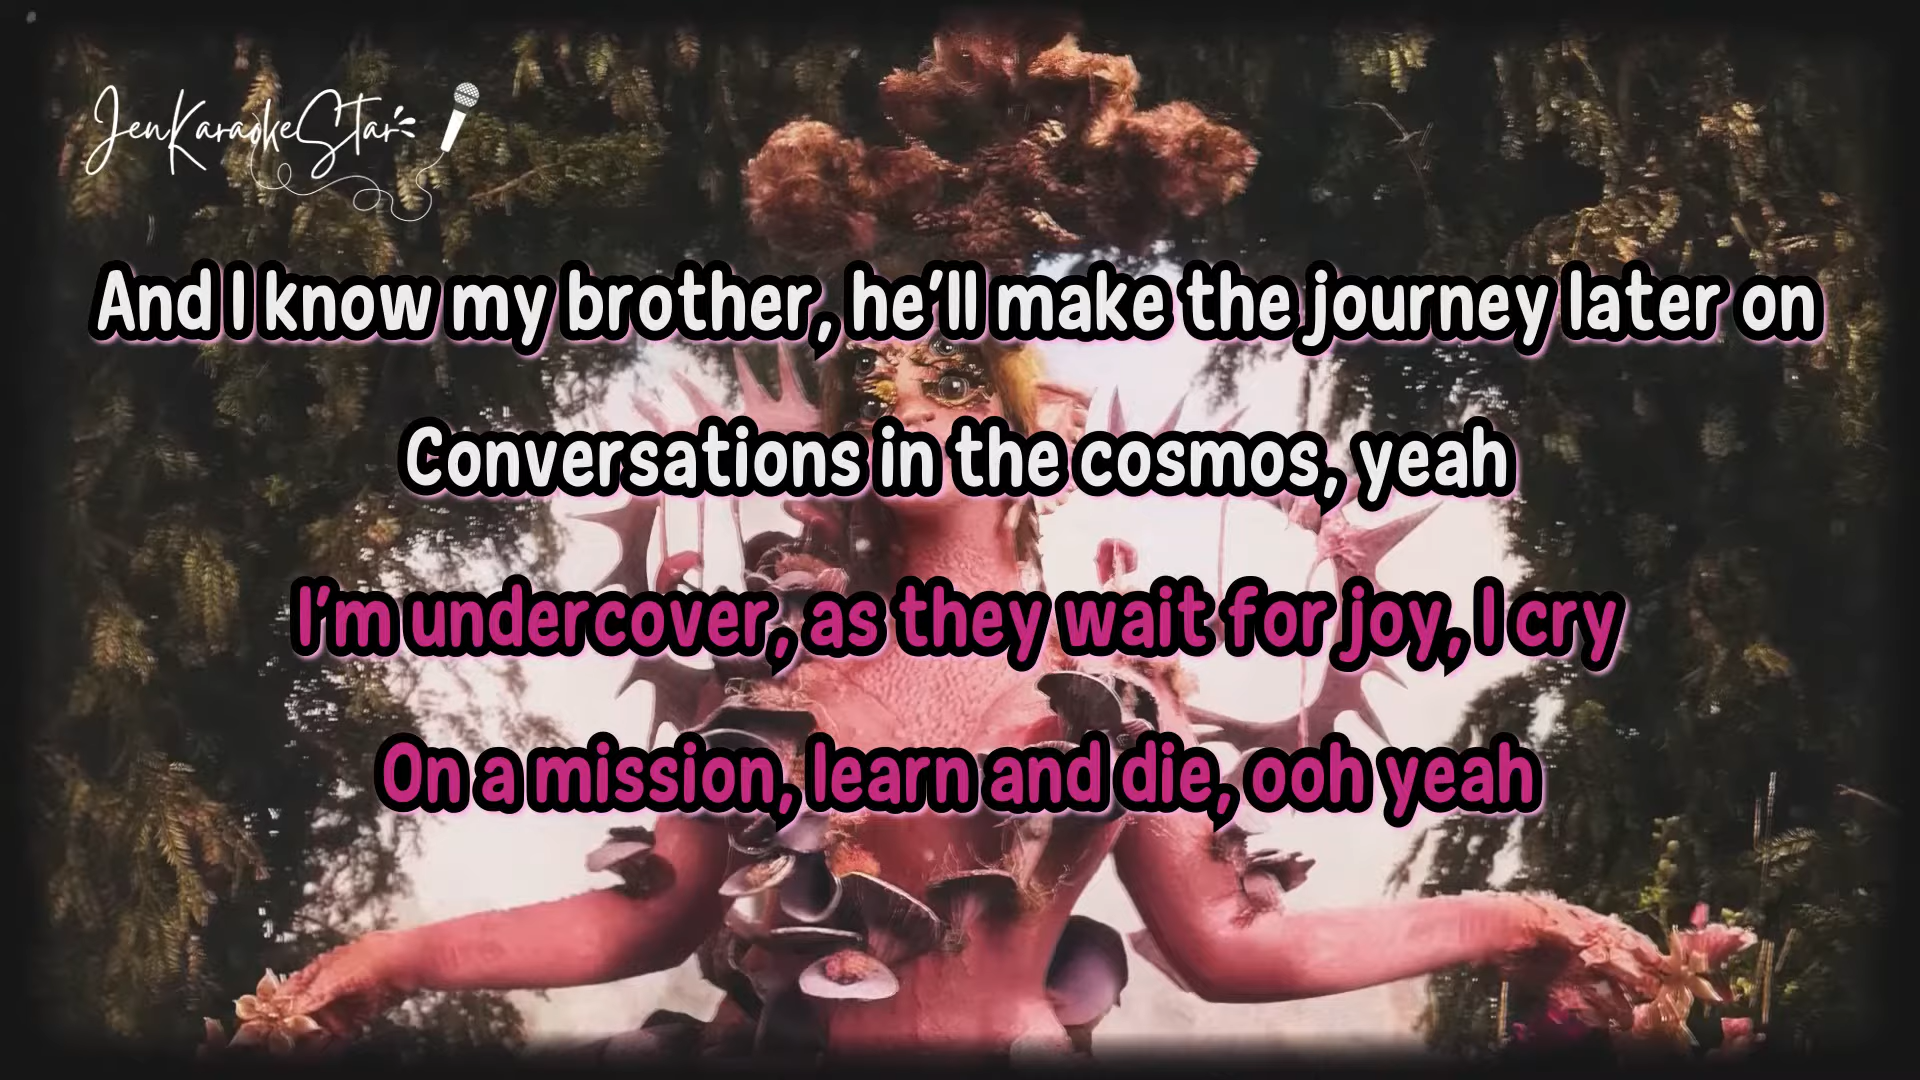 JenKaraokeStar
And I know my brother, he’ll make the journey later on
Conversations in the cosmos, yeah
I’m undercover, as they wait for joy, I cry
On a mission, learn and die, ooh yeah